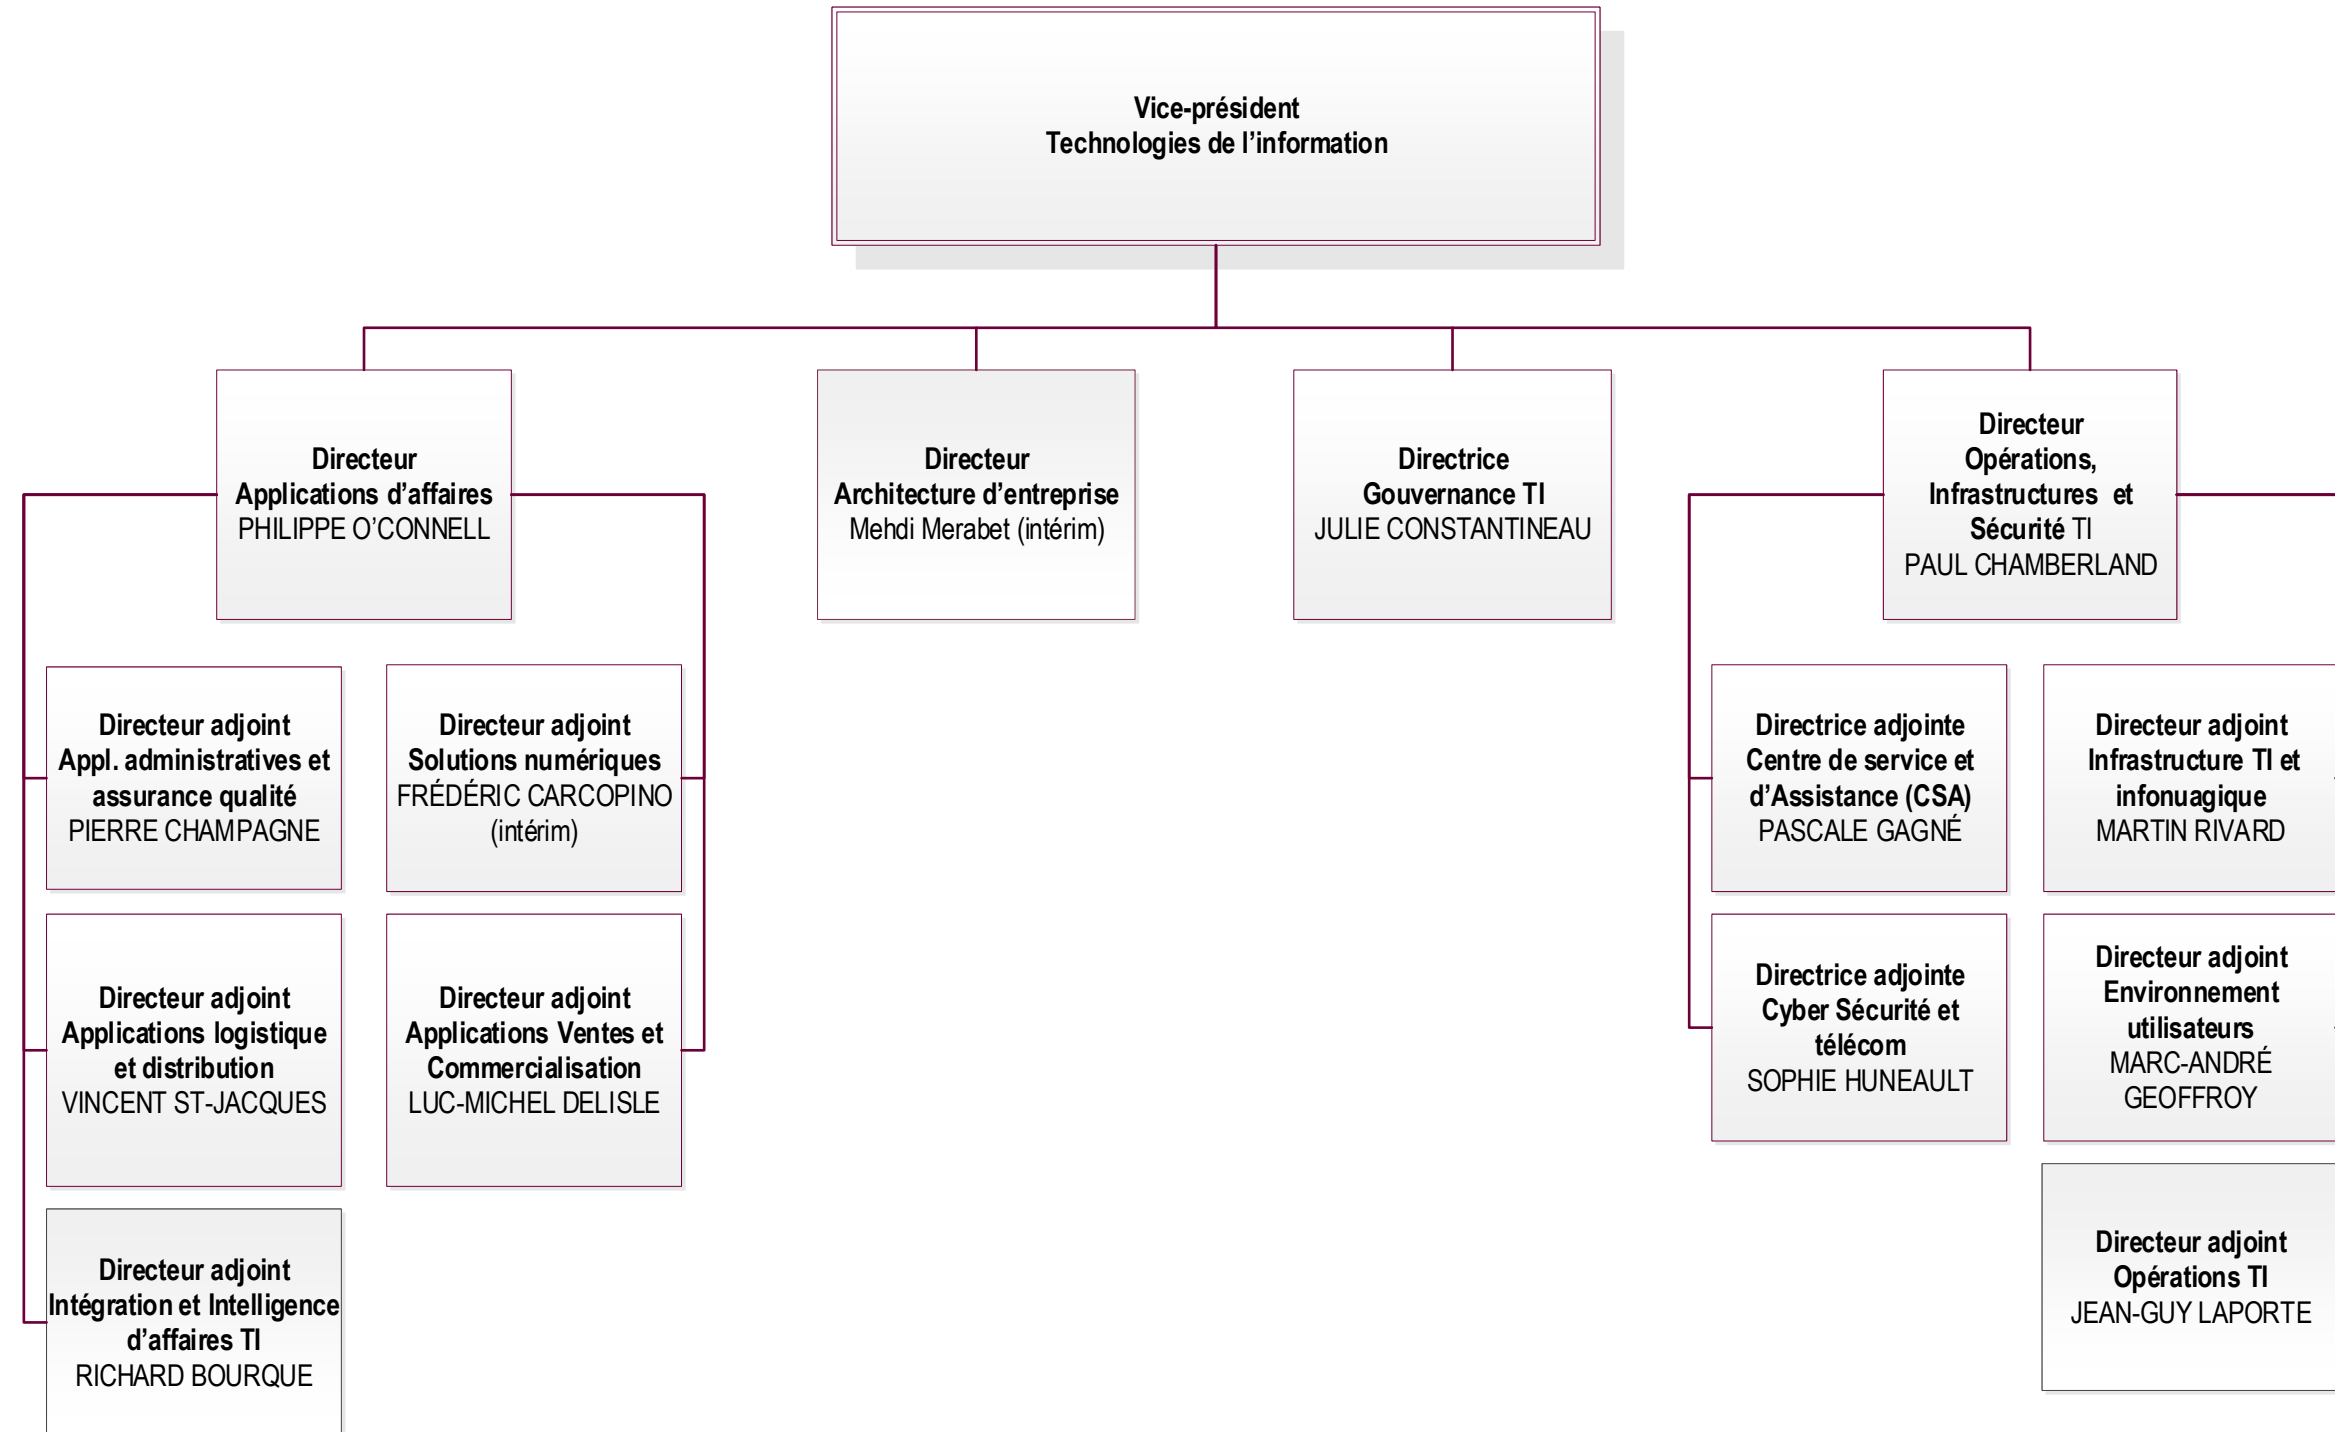 Vice-président
Technologies de l’information
Directeur
Applications d’affaires
PHILIPPE O’CONNELL
Directeur
Architecture d’entreprise
Mehdi Merabet (intérim)
Directrice
Gouvernance TI
JULIE CONSTANTINEAU
Directeur
Opérations,
Infrastructures et
Sécurité TI
PAUL CHAMBERLAND
Directeur adjoint
Appl. administratives et
assurance qualité
PIERRE CHAMPAGNE
Directeur adjoint
Solutions numériques
FRÉDÉRIC CARCOPINO
(intérim)
Directrice adjointe
Centre de service et
d’Assistance (CSA)
PASCALE GAGNÉ
Directeur adjoint
Infrastructure TI et
infonuagique
MARTIN RIVARD
Directeur adjoint
Applications logistique
et distribution
VINCENT ST-JACQUES
Directeur adjoint
Applications Ventes et
Commercialisation
LUC-MICHEL DELISLE
Directrice adjointe
Cyber Sécurité et
télécom
SOPHIE HUNEAULT
Directeur adjoint
Environnement
utilisateurs
MARC-ANDRÉ
GEOFFROY
Directeur adjoint
Intégration et Intelligence
d’affaires TI
RICHARD BOURQUE
Directeur adjoint
Opérations TI
JEAN-GUY LAPORTE